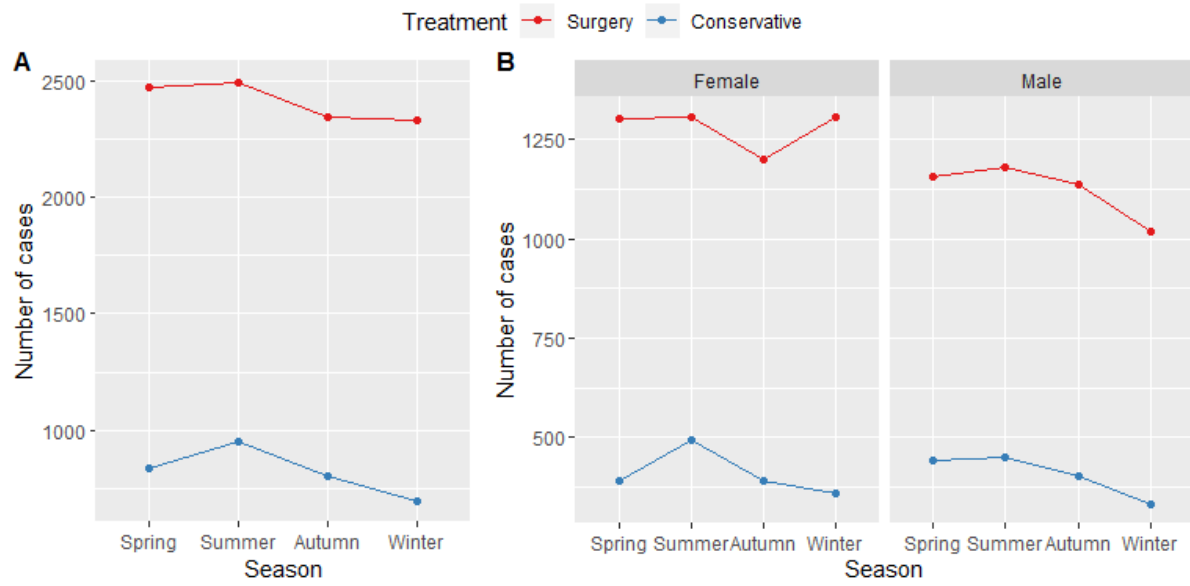 Treatment Surgery Conservative
A
Number of cases
2500
2000
1500
1000
Spring Summer Autumn Winter
Season
B
Female Male
Number of cases
1250
1000
750
500
Spring Summer Autumn Winter Spring Summer Autumn Winter
Season